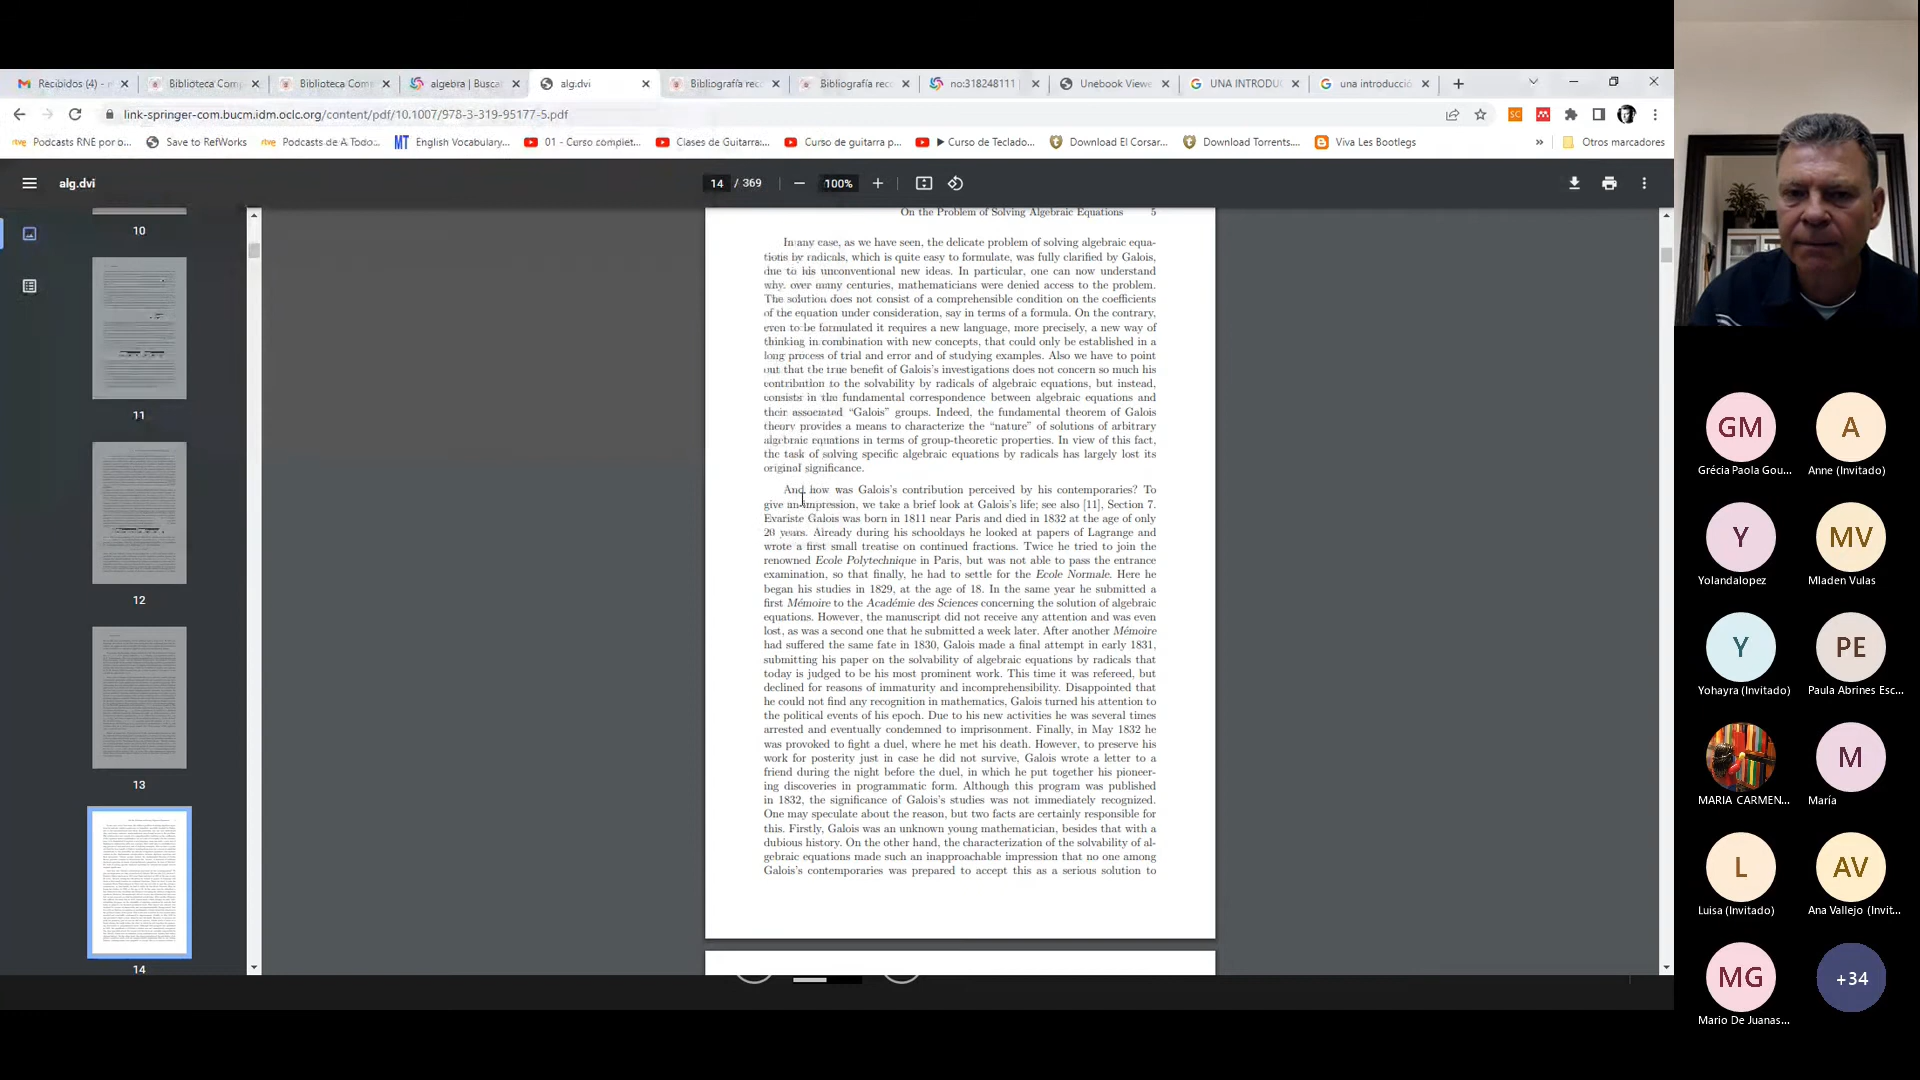 Recibidos (4) - m
Biblioteca Comp
Biblioteca Comp
algebra | Busca
alg.dvi
Bibliografía reco
Bibliografía reco
no:318248111
Unebook Viewe
UNA INTRODU
una introducció
link-springer-com.bucm.idm.oclc.org/content/pdf/10.1007/978-3-319-95177-5.pdf
Podcasts RNE por o...
Save to RefWorks
Podcasts de A Todo...
English Vocabulary...
01 - Curso complet...
Clases de Guitarra:...
Curso de guitarra p...
Curso de Teclado...
Download El Corsar...
Download Torrents....
Viva Les Bootlegs
»
Otros marcadores
alg.dvi
14 / 369
100%
10
11
12
13
14
On the Problem of Solving Algebraic Equations 5
In any case, as we have seen, the delicate problem of solving algebraic equa-
tions by radicals, which is quite easy to formulate, was fully clarified by Galois,
due to his unconventional new ideas. In particular, one can now understand
why, over many centuries, mathematicians were denied access to the problem.
The solution does not consist of a comprehensible condition on the coefficients
of the equation under consideration, say in terms of a formula. On the contrary,
even to be formulated it requires a new language, more precisely, a new way of
thinking in combination with new concepts, that could only be established in a
long process of trial and error and of studying examples. Also we have to point
out that the true benefit of Galois's investigations does not concern so much his
contribution to the solvability by radicals of algebraic equations, but instead,
consists in the fundamental correspondence between algebraic equations and
their associated “Galois” groups. Indeed, the fundamental theorem of Galois
theory provides a means to characterize the “nature” of solutions of arbitrary
algebraic equations in terms of group-theoretic properties. In view of this fact,
the task of solving specific algebraic equations by radicals has largely lost its
original significance.
And how was Galois's contribution perceived by his contemporaries? To
give an impression, we take a brief look at Galois's life; see also [11], Section 7.
Evariste Galois was born in 1811 near Paris and died in 1832 at the age of only
20 years. Already during his schooldays he looked at papers of Lagrange and
wrote a first small treatise on continued fractions. Twice he tried to join the
renowned Ecole Polytechnique in Paris, but was not able to pass the entrance
examination, so that finally, he had to settle for the Ecole Normale. Here he
began his studies in 1829, at the age of 18. In the same year he submitted a
first Mémoire to the Académie des Sciences concerning the solution of algebraic
equations. However, the manuscript did not receive any attention and was even
lost, as was a second one that he submitted a week later. After another Mémoire
had suffered the same fate in 1830, Galois made a final attempt in early 1831,
submitting his paper on the solvability of algebraic equations by radicals that
today is judged to be his most prominent work. This time it was refereed, but
declined for reasons of immaturity and incomprehensibility. Disappointed that
he could not find any recognition in mathematics, Galois turned his attention to
the political events of his epoch. Due to his new activities he was several times
arrested and eventually condemned to imprisonment. Finally, in May 1832 he
was provoked to fight a duel, where he met his death. However, to preserve his
work for posterity just in case he did not survive, Galois wrote a letter to a
friend during the night before the duel, in which he put together his pioneer-
ing discoveries in programmatic form. Although this program was published
in 1832, the significance of Galois's studies was not immediately recognized.
One may speculate about the reason, but two facts are certainly responsible for
this. Firstly, Galois was an unknown young mathematician, besides that with a
dubious history. On the other hand, the characterization of the solvability of al-
gebraic equations made such an inapproachable impression that no one among
Galois's contemporaries was prepared to accept this as a serious solution to
GM
Grécia Paola Gou...
A
Anne (Invitado)
Y
Yolandalopez
MV
Mladen Vulas
Y
Yohayra (Invitado)
PE
Paula Abrines Esc...
MARIA CARMEN...
M
María
L
Luisa (Invitado)
AV
Ana Vallejo (Invit...
MG
Mario De Juanas...
+34